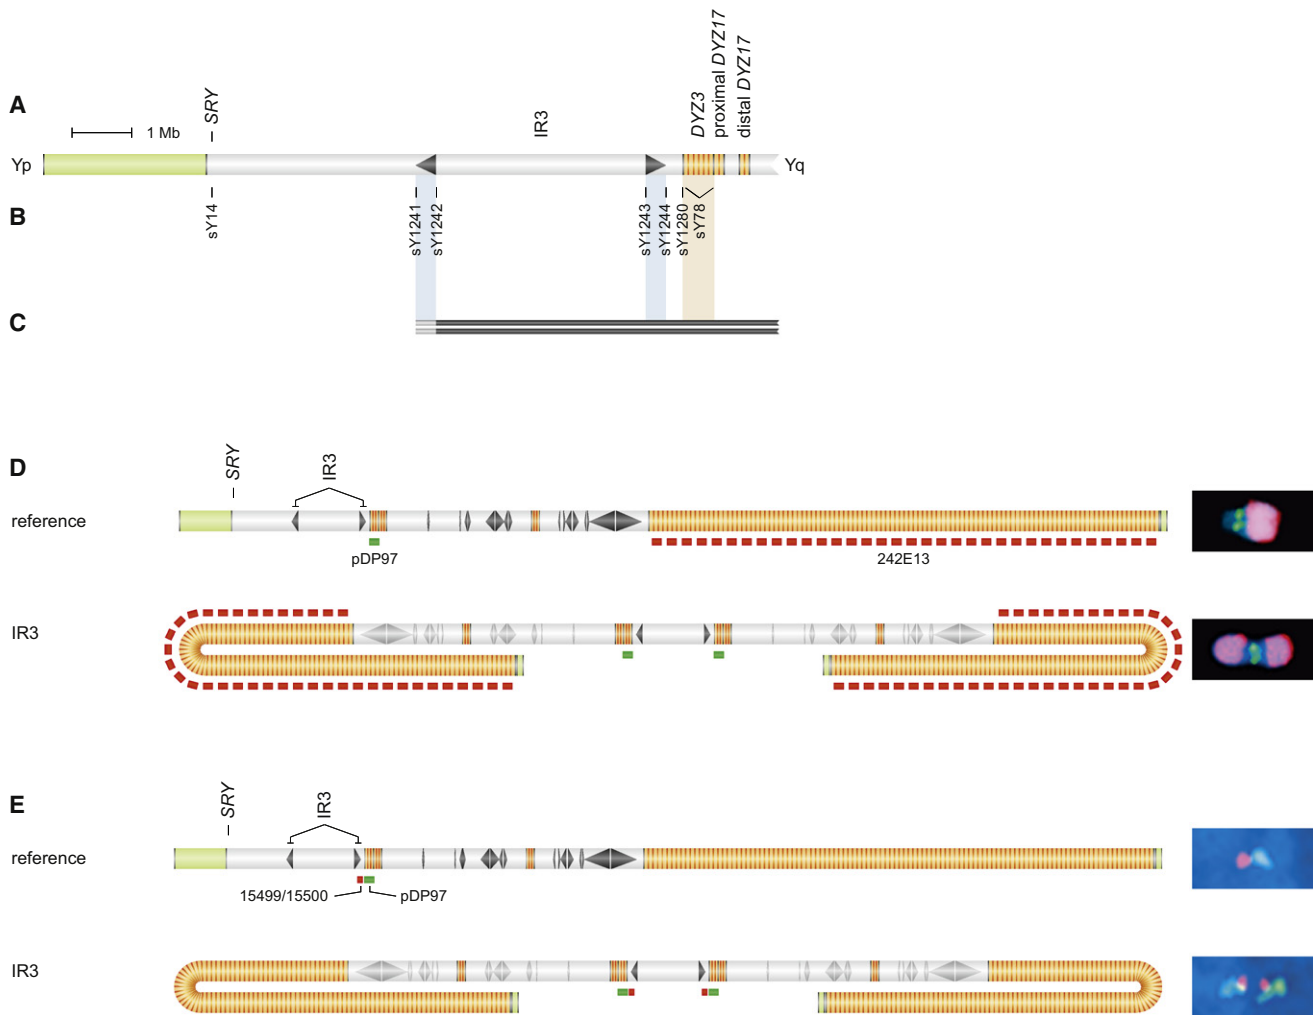 A
1 Mb
SRY
IR3
DYZ3
proximal DYZ17
distal DYZ17
Yp
Yq
B
sY14
sY1241
sY1242
sY1243
sY1244
sY1280
sY78
C
D
SRY
IR3
reference
pDP97
242E13
IR3
E
SRY
IR3
reference
15499/15500
pDP97
IR3